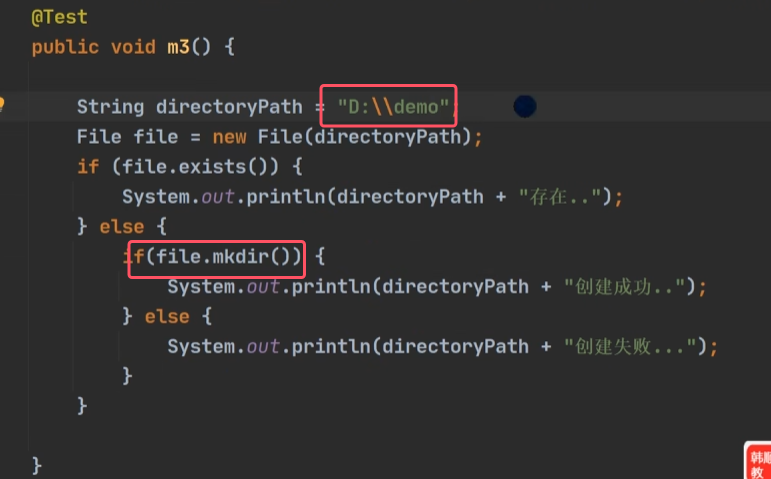 @Test
public void m3() {
String directoryPath = "D:\\demo";
File file = new File(directoryPath);
if (file.exists()) {
System.out.println(directoryPath + "存在..");
} else {
if(file.mkdir()) {
System.out.println(directoryPath + "创建成功..");
} else {
System.out.println(directoryPath + "创建失败...");
}
}
}
韩顺
教